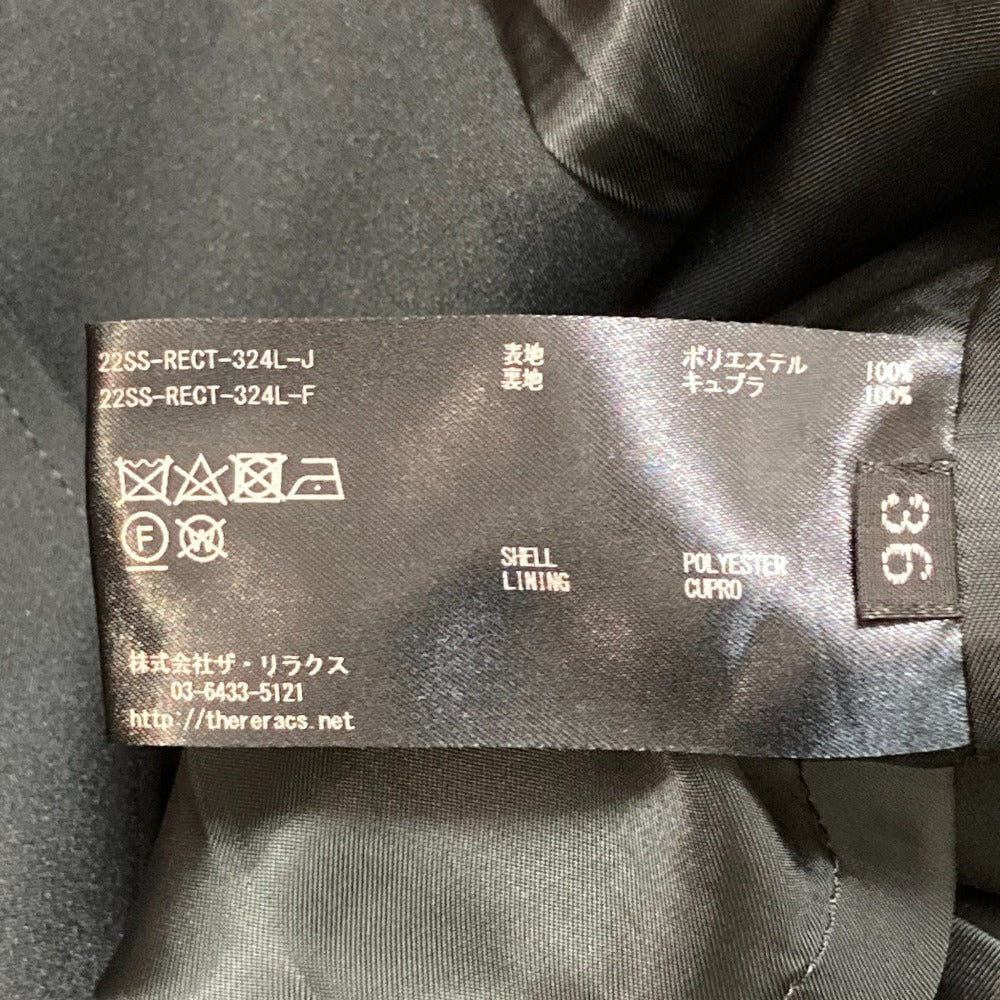 22SS-RECT-324L-J
22SS-RECT-324L-F
表地 ポリエステル 100%
裏地 キュプラ 100%
F W
SHELL POLYESTER
LINING CUPRO
36
株式会社ザ・リラクス
03-6433-5121
http://thereracs.net